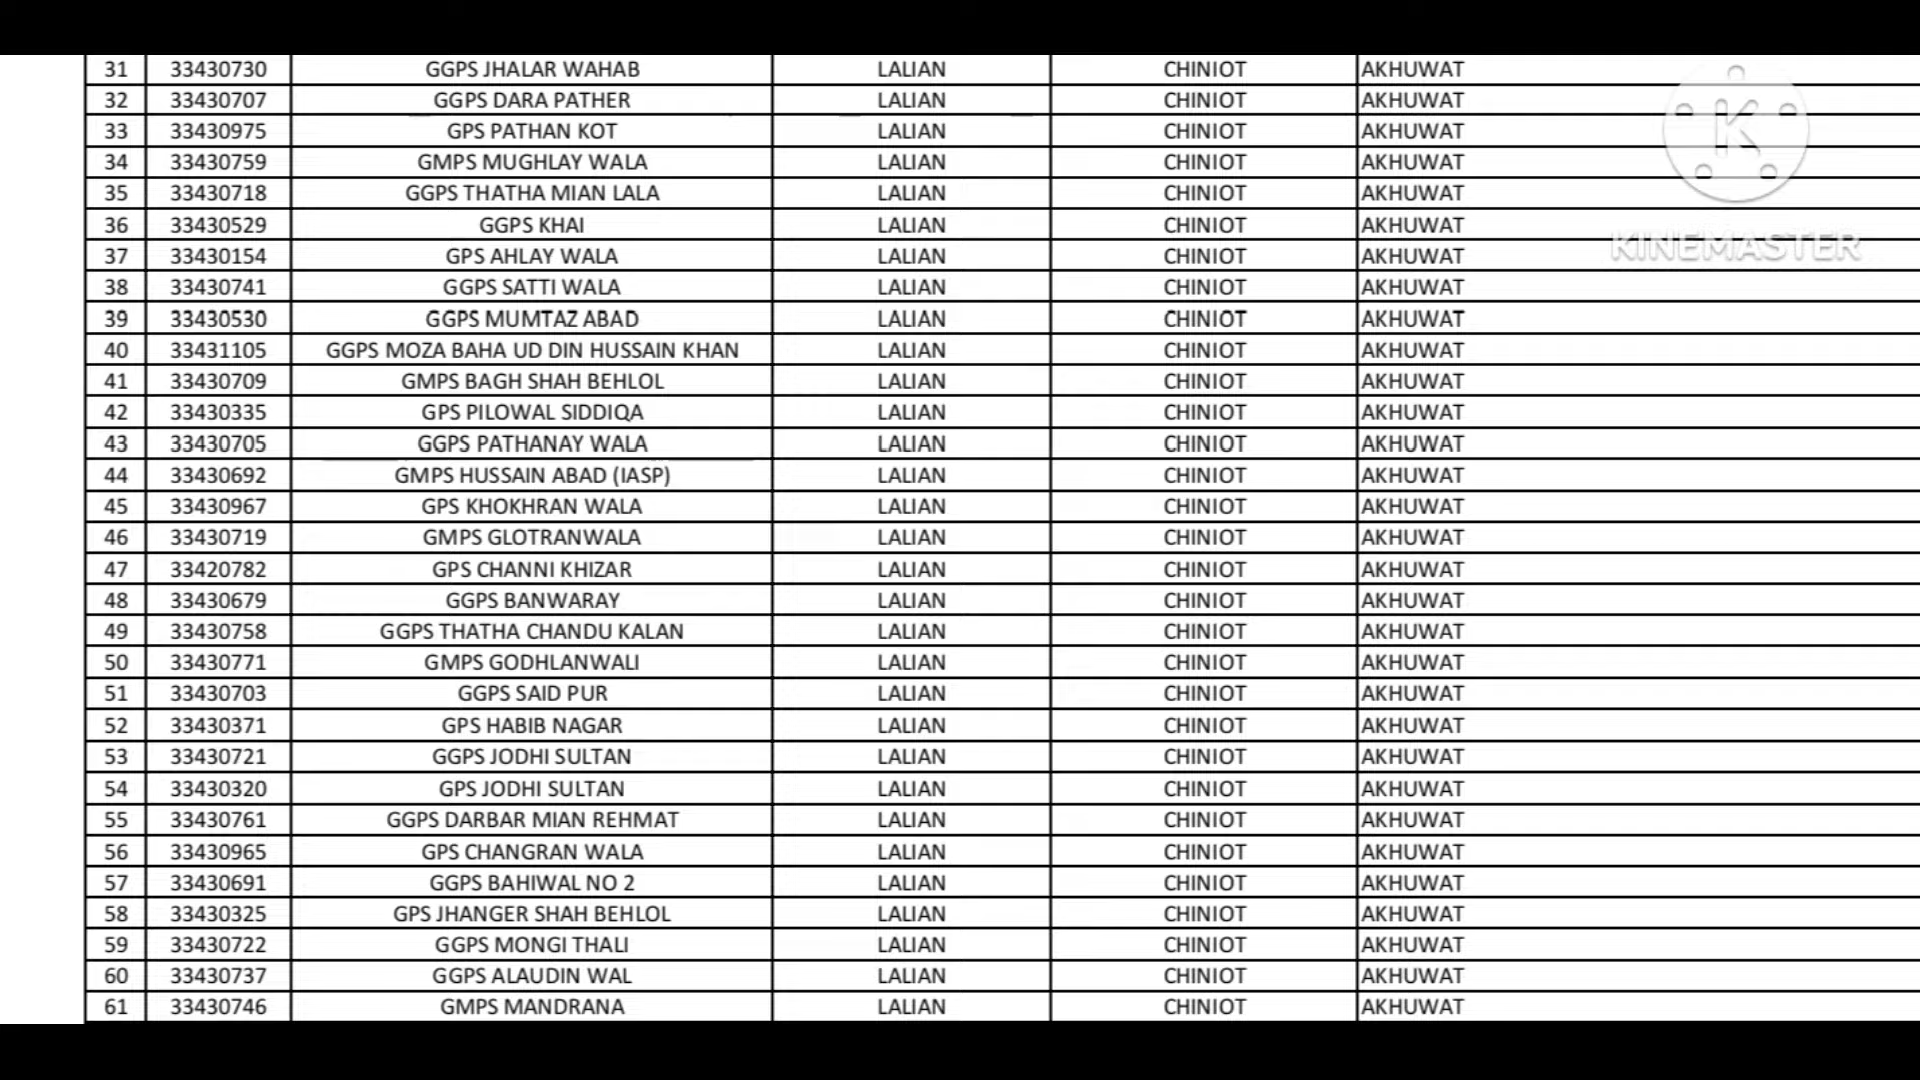 31 33430730 GGPS JHALAR WAHAB LALIAN CHINIOT AKHUWAT
32 33430707 GGPS DARA PATHER LALIAN CHINIOT AKHUWAT
33 33430975 GPS PATHAN KOT LALIAN CHINIOT AKHUWAT
34 33430759 GMPS MUGHLAY WALA LALIAN CHINIOT AKHUWAT
35 33430718 GGPS THATHA MIAN LALA LALIAN CHINIOT AKHUWAT
36 33430529 GGPS KHAI LALIAN CHINIOT AKHUWAT
KINEMASTER
37 33430154 GPS AHLAY WALA LALIAN CHINIOT AKHUWAT
38 33430741 GGPS SATTI WALA LALIAN CHINIOT AKHUWAT
39 33430530 GGPS MUMTAZ ABAD LALIAN CHINIOT AKHUWAT
40 33431105 GGPS MOZA BAHA UD DIN HUSSAIN KHAN LALIAN CHINIOT AKHUWAT
41 33430709 GMPS BAGH SHAH BEHLOL LALIAN CHINIOT AKHUWAT
42 33430335 GPS PILOWAL SIDDIQA LALIAN CHINIOT AKHUWAT
43 33430705 GGPS PATHANAY WALA LALIAN CHINIOT AKHUWAT
44 33430692 GMPS HUSSAIN ABAD (IASP) LALIAN CHINIOT AKHUWAT
45 33430967 GPS KHOKHRAN WALA LALIAN CHINIOT AKHUWAT
46 33430719 GMPS GLOTRANWALA LALIAN CHINIOT AKHUWAT
47 33420782 GPS CHANNI KHIZAR LALIAN CHINIOT AKHUWAT
48 33430679 GGPS BANWARAY LALIAN CHINIOT AKHUWAT
49 33430758 GGPS THATHA CHANDU KALAN LALIAN CHINIOT AKHUWAT
50 33430771 GMPS GODHLANWALI LALIAN CHINIOT AKHUWAT
51 33430703 GGPS SAID PUR LALIAN CHINIOT AKHUWAT
52 33430371 GPS HABIB NAGAR LALIAN CHINIOT AKHUWAT
53 33430721 GGPS JODHI SULTAN LALIAN CHINIOT AKHUWAT
54 33430320 GPS JODHI SULTAN LALIAN CHINIOT AKHUWAT
55 33430761 GGPS DARBAR MIAN REHMAT LALIAN CHINIOT AKHUWAT
56 33430965 GPS CHANGRAN WALA LALIAN CHINIOT AKHUWAT
57 33430691 GGPS BAHIWAL NO 2 LALIAN CHINIOT AKHUWAT
58 33430325 GPS JHANGER SHAH BEHLOL LALIAN CHINIOT AKHUWAT
59 33430722 GGPS MONGI THALI LALIAN CHINIOT AKHUWAT
60 33430737 GGPS ALAUDIN WAL LALIAN CHINIOT AKHUWAT
61 33430746 GMPS MANDRANA LALIAN CHINIOT AKHUWAT